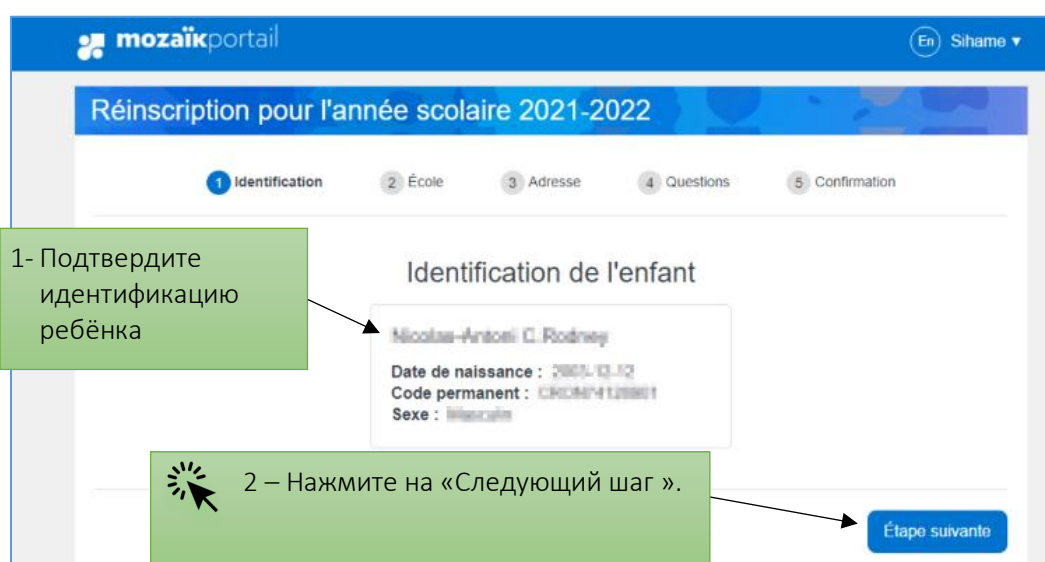 mozaïkportail
En Sihame ▼
Réinscription pour l'année scolaire 2021-2022
1 Identification 2 École 3 Adresse 4 Questions 5 Confirmation
1- Подтвердите
идентификацию
ребёнка
Identification de l'enfant
Date de naissance :
Code permanent :
Sexe :
2 – Нажмите на «Следующий шаг ».
Étape suivante